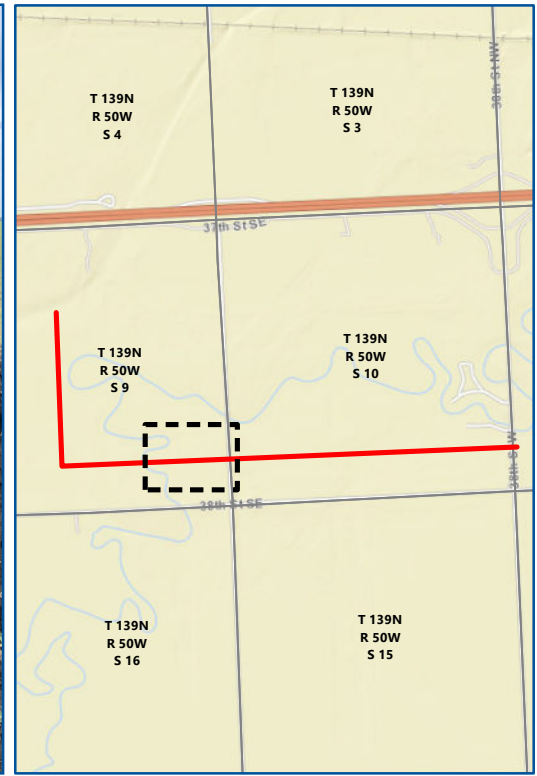 T 139N
R 50W
S 4
T 139N
R 50W
S 3
37th St SE
T 139N
R 50W
S 9
T 139N
R 50W
S 10
38th St SE
T 139N
R 50W
S 16
T 139N
R 50W
S 15